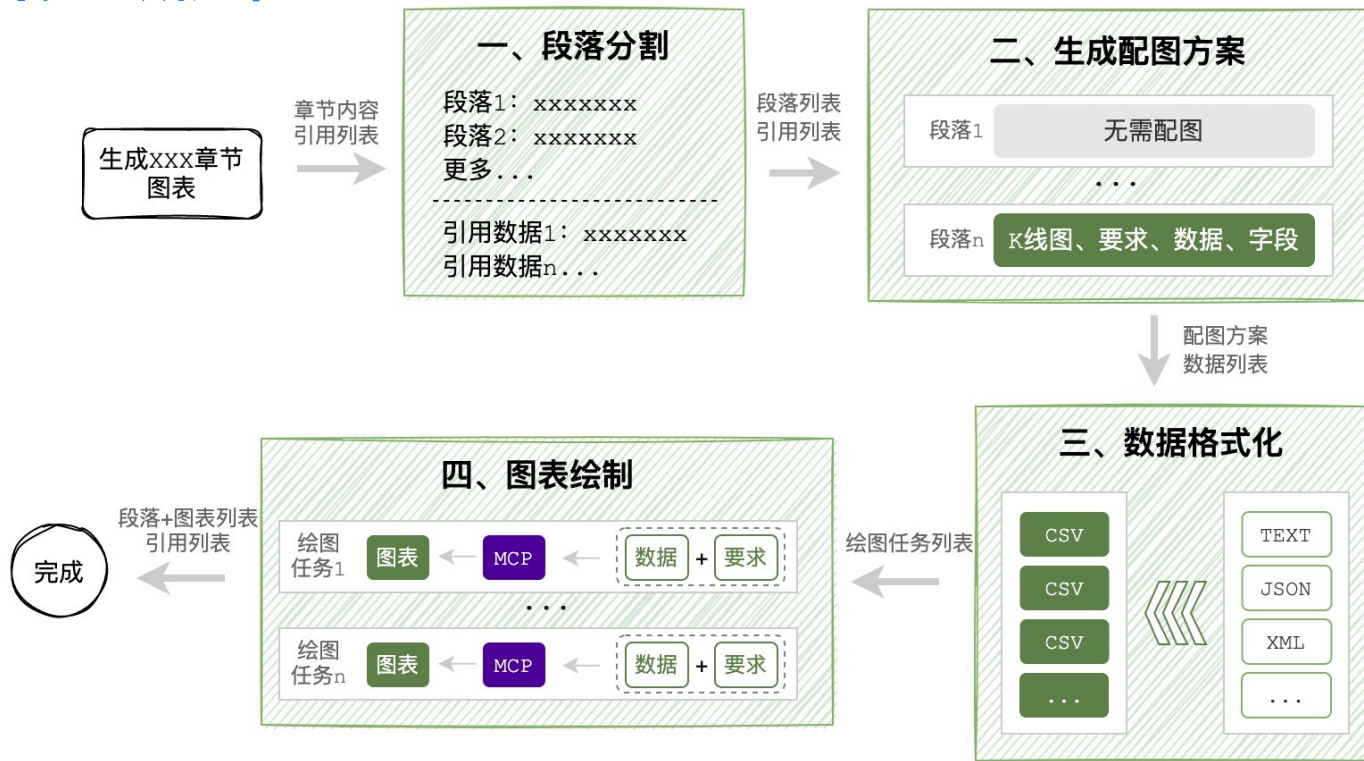 生成xxx章节
图表
章节内容
引用列表
一、段落分割
段落1：xxxxxxx
段落2：xxxxxxx
更多...
引用数据1：xxxxxxx
引用数据n...
段落列表
引用列表
二、生成配图方案
段落1
无需配图
...
段落n
K线图、要求、数据、字段
配图方案
数据列表
三、数据格式化
CSV
TEXT
CSV
JSON
CSV
XML
...
...
绘图任务列表
四、图表绘制
绘图
任务1
图表
MCP
数据
+
要求
...
绘图
任务n
图表
MCP
数据
+
要求
段落+图表列表
引用列表
完成